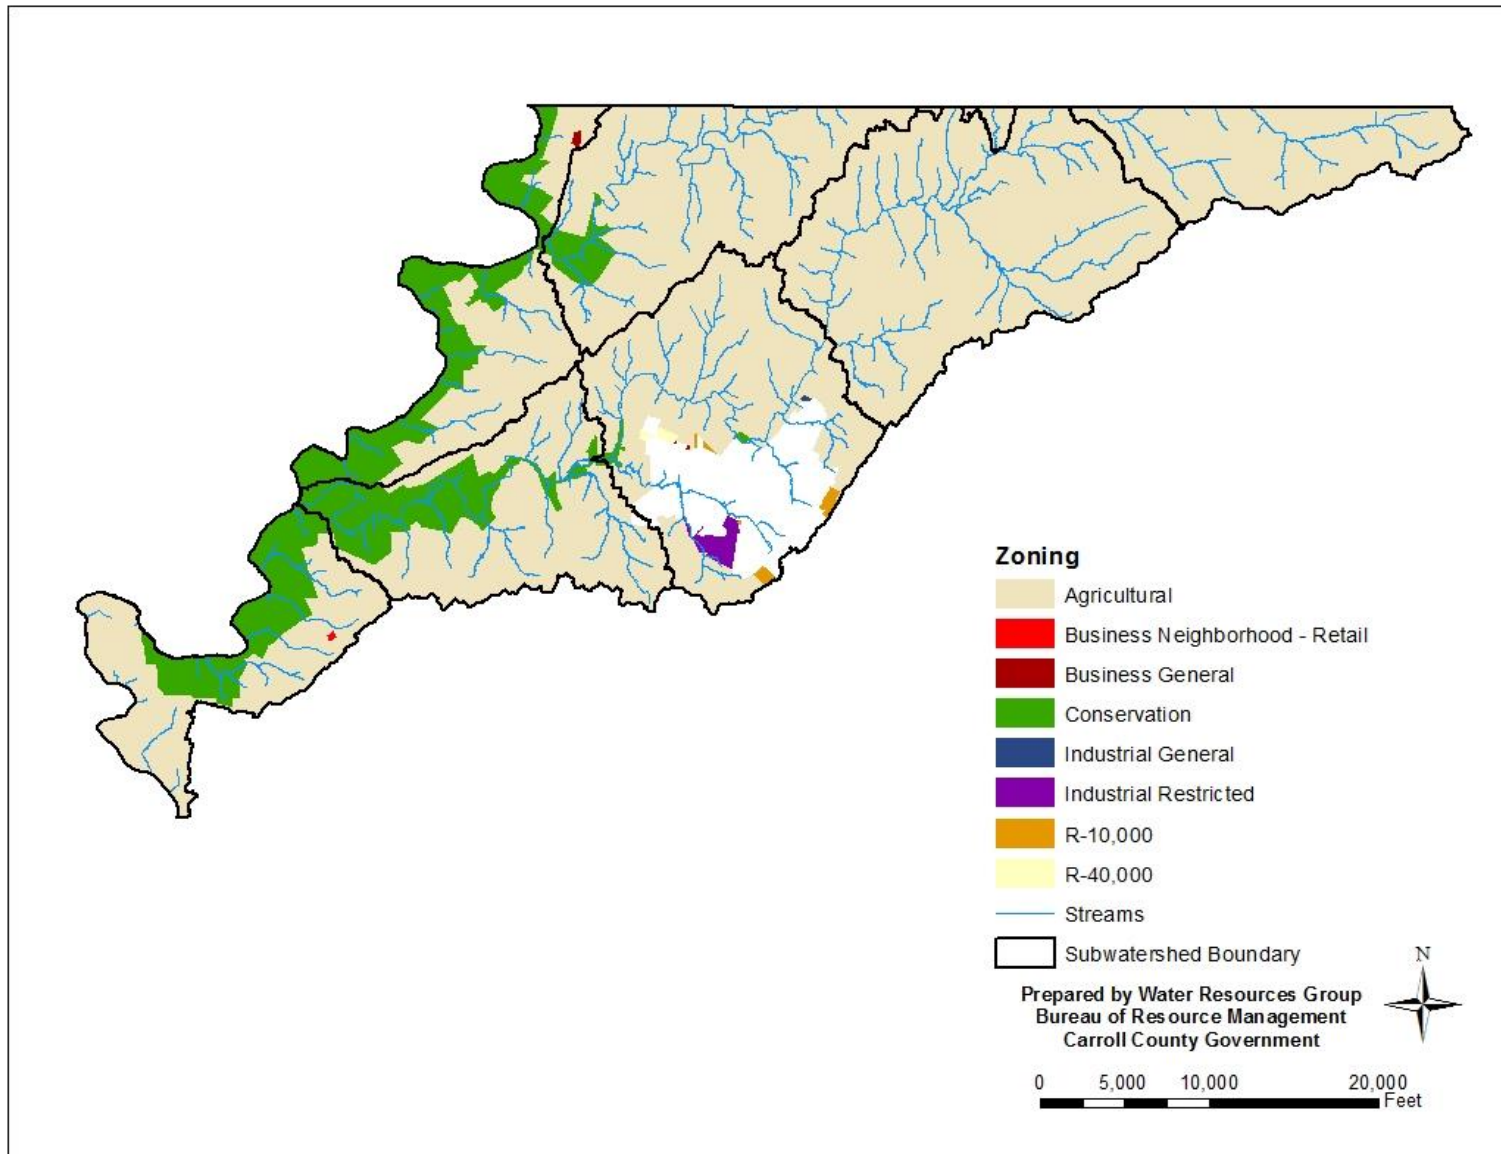 Zoning
Agricultural
Business Neighborhood - Retail
Business General
Conservation
Industrial General
Industrial Restricted
R-10,000
R-40,000
Streams
Subwatershed Boundary
N
Prepared by Water Resources Group
Bureau of Resource Management
Carroll County Government
0 5,000 10,000 20,000
Feet